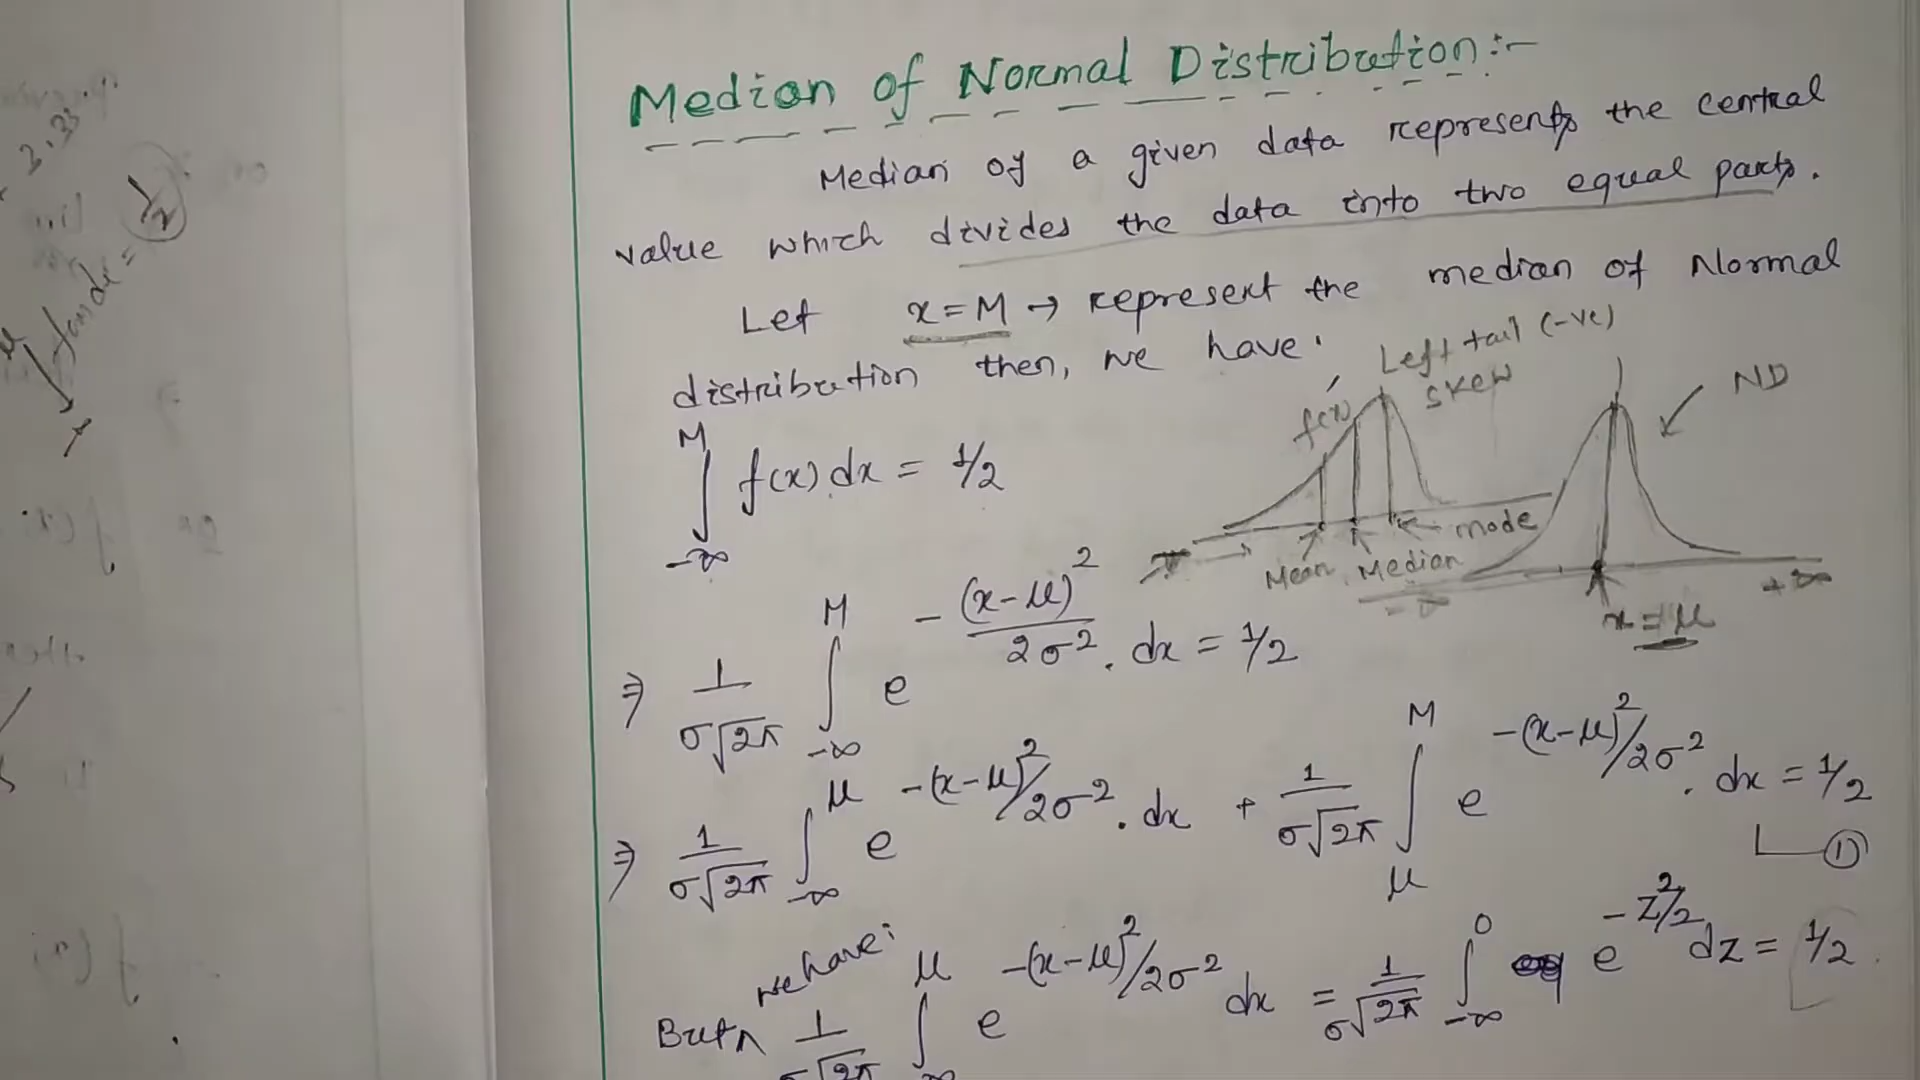 Median of Normal Distribution:-
Median of a given data represents the central
value which divides the data into two equal parts.
Let x = M → represent the median of Normal
distribution then, we have.
Left tail (-ve)
skew
f(x)
ND
∫_{-∞}^{M} f(x) dx = 1/2
mode
Mean, Median
-∞ +∞
x = μ
⇒ 1/(σ√2π) ∫_{-∞}^{M} e^{-(x-μ)²/2σ²} . dx = 1/2
⇒ 1/(σ√2π) ∫_{-∞}^{μ} e^{-(x-μ)²/2σ²} . dx + 1/(σ√2π) ∫_{μ}^{M} e^{-(x-μ)²/2σ²} . dx = 1/2
①
But ∧ we have: 1/(σ√2π) ∫_{-∞}^{μ} e^{-(x-μ)²/2σ²} dx = 1/(σ√2π) ∫_{-∞}^{0} e^{-z²/2} dz = 1/2